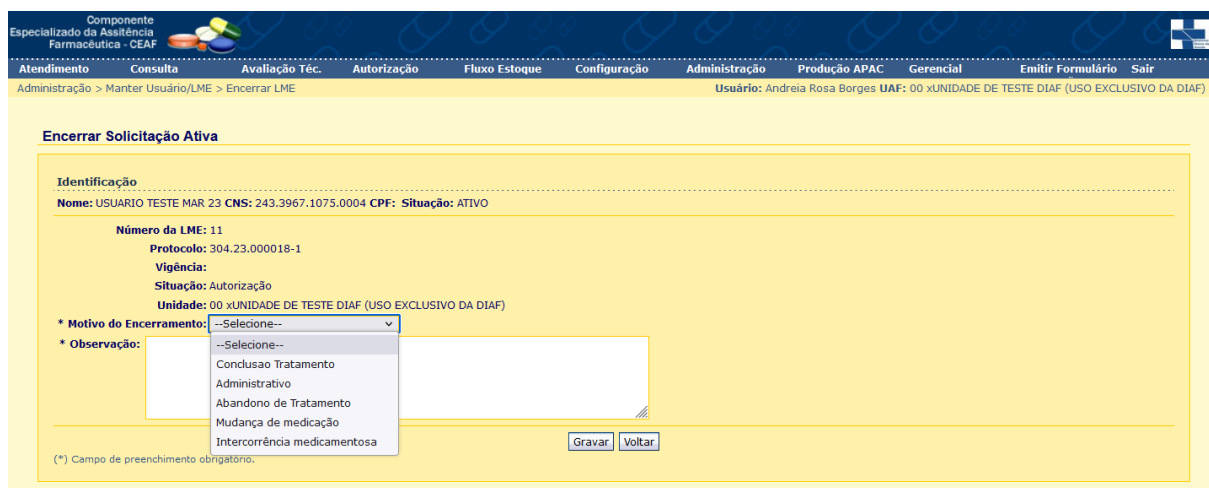 Componente
Especializado da Assitência
Farmacêutica - CEAF
Atendimento Consulta Avaliação Téc. Autorização Fluxo Estoque Configuração Administração Produção APAC Gerencial Emitir Formulário Sair
Administração > Manter Usuário/LME > Encerrar LME Usuário: Andreia Rosa Borges UAF: 00 xUNIDADE DE TESTE DIAF (USO EXCLUSIVO DA DIAF)
Encerrar Solicitação Ativa
Identificação
Nome: USUARIO TESTE MAR 23 CNS: 243.3967.1075.0004 CPF: Situação: ATIVO
Número da LME: 11
Protocolo: 304.23.000018-1
Vigência:
Situação: Autorização
Unidade: 00 xUNIDADE DE TESTE DIAF (USO EXCLUSIVO DA DIAF)
* Motivo do Encerramento: --Selecione--
* Observação: --Selecione--
Conclusao Tratamento
Administrativo
Abandono de Tratamento
Mudança de medicação
Intercorrência medicamentosa
Gravar Voltar
(*) Campo de preenchimento obrigatório.